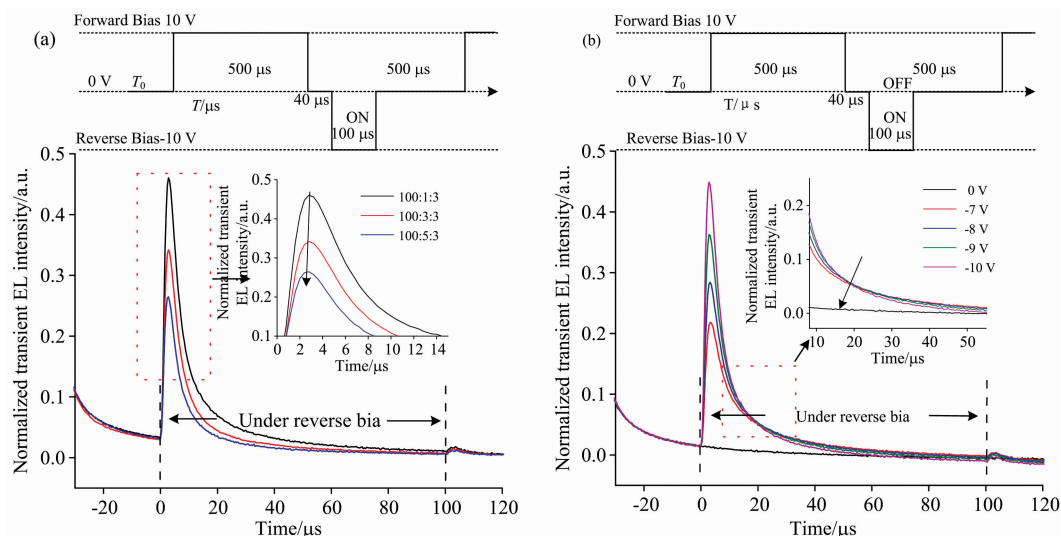 Forward Bias 10 V
(a)
500 μs
500 μs
0 V
T0
T/μs
40 μs
ON
100 μs
Reverse Bias-10 V
Normalized transient EL intensity/a.u.
0.5
0.4
0.3
0.2
0.1
0.0
Normalized transient
EL intensity/a.u.
0.5
0.4
0.3
0.2
0.1
100:1:3
100:3:3
100:5:3
0 2 4 6 8 10 12 14
Time/μs
Under reverse bia
-20 0 20 40 60 80 100 120
Time/μs
Forward Bias 10 V
(b)
500 μs
500 μs
OFF
0 V
T0
T/μ s
40 μs
ON
100 μs
Reverse Bias-10 V
Normalized transient EL intensity/a.u.
0.5
0.4
0.3
0.2
0.1
0.0
Normalized transient
EL intensity/a.u.
0.2
0.1
0.0
0 V
-7 V
-8 V
-9 V
-10 V
10 20 30 40 50
Time/μs
Under reverse bia
-20 0 20 40 60 80 100 120
Time/μs